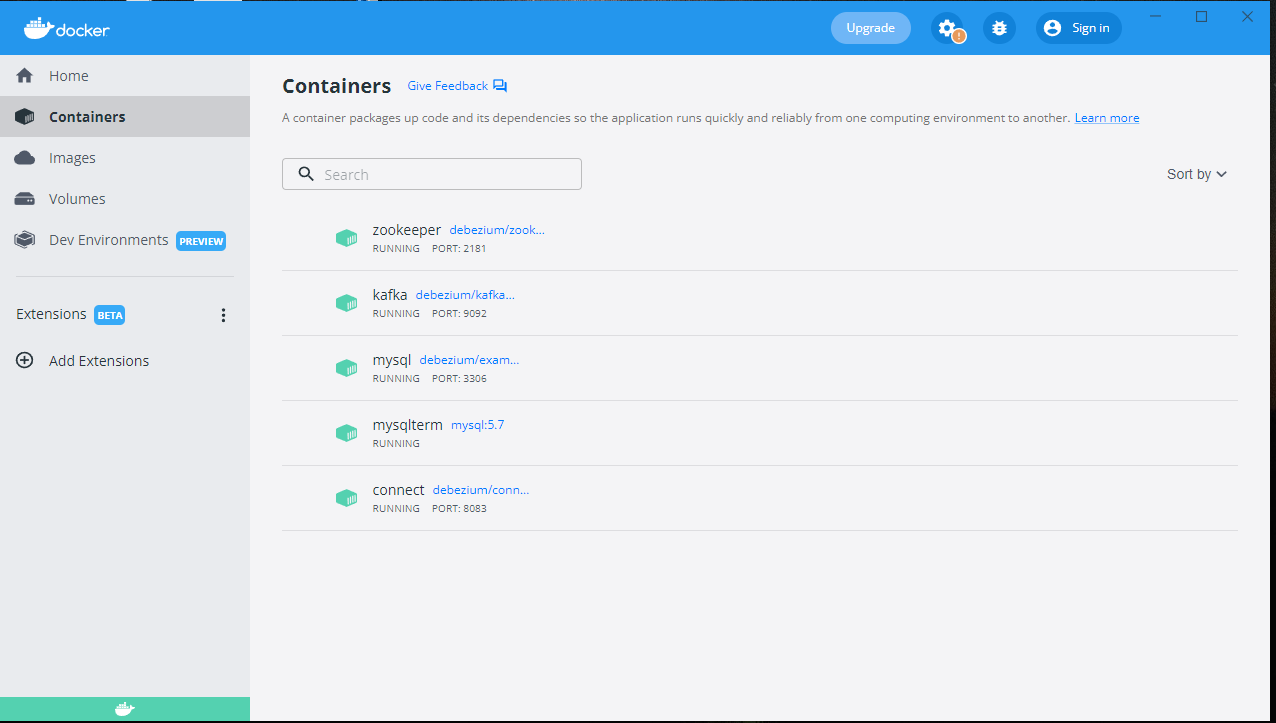 docker
Upgrade
Sign in
Home
Containers
Images
Volumes
Dev Environments PREVIEW
Extensions BETA
Add Extensions
Containers Give Feedback
A container packages up code and its dependencies so the application runs quickly and reliably from one computing environment to another. Learn more
Search
Sort by
zookeeper debezium/zook...
RUNNING PORT: 2181
kafka debezium/kafka...
RUNNING PORT: 9092
mysql debezium/exam...
RUNNING PORT: 3306
mysqlterm mysql:5.7
RUNNING
connect debezium/conn...
RUNNING PORT: 8083